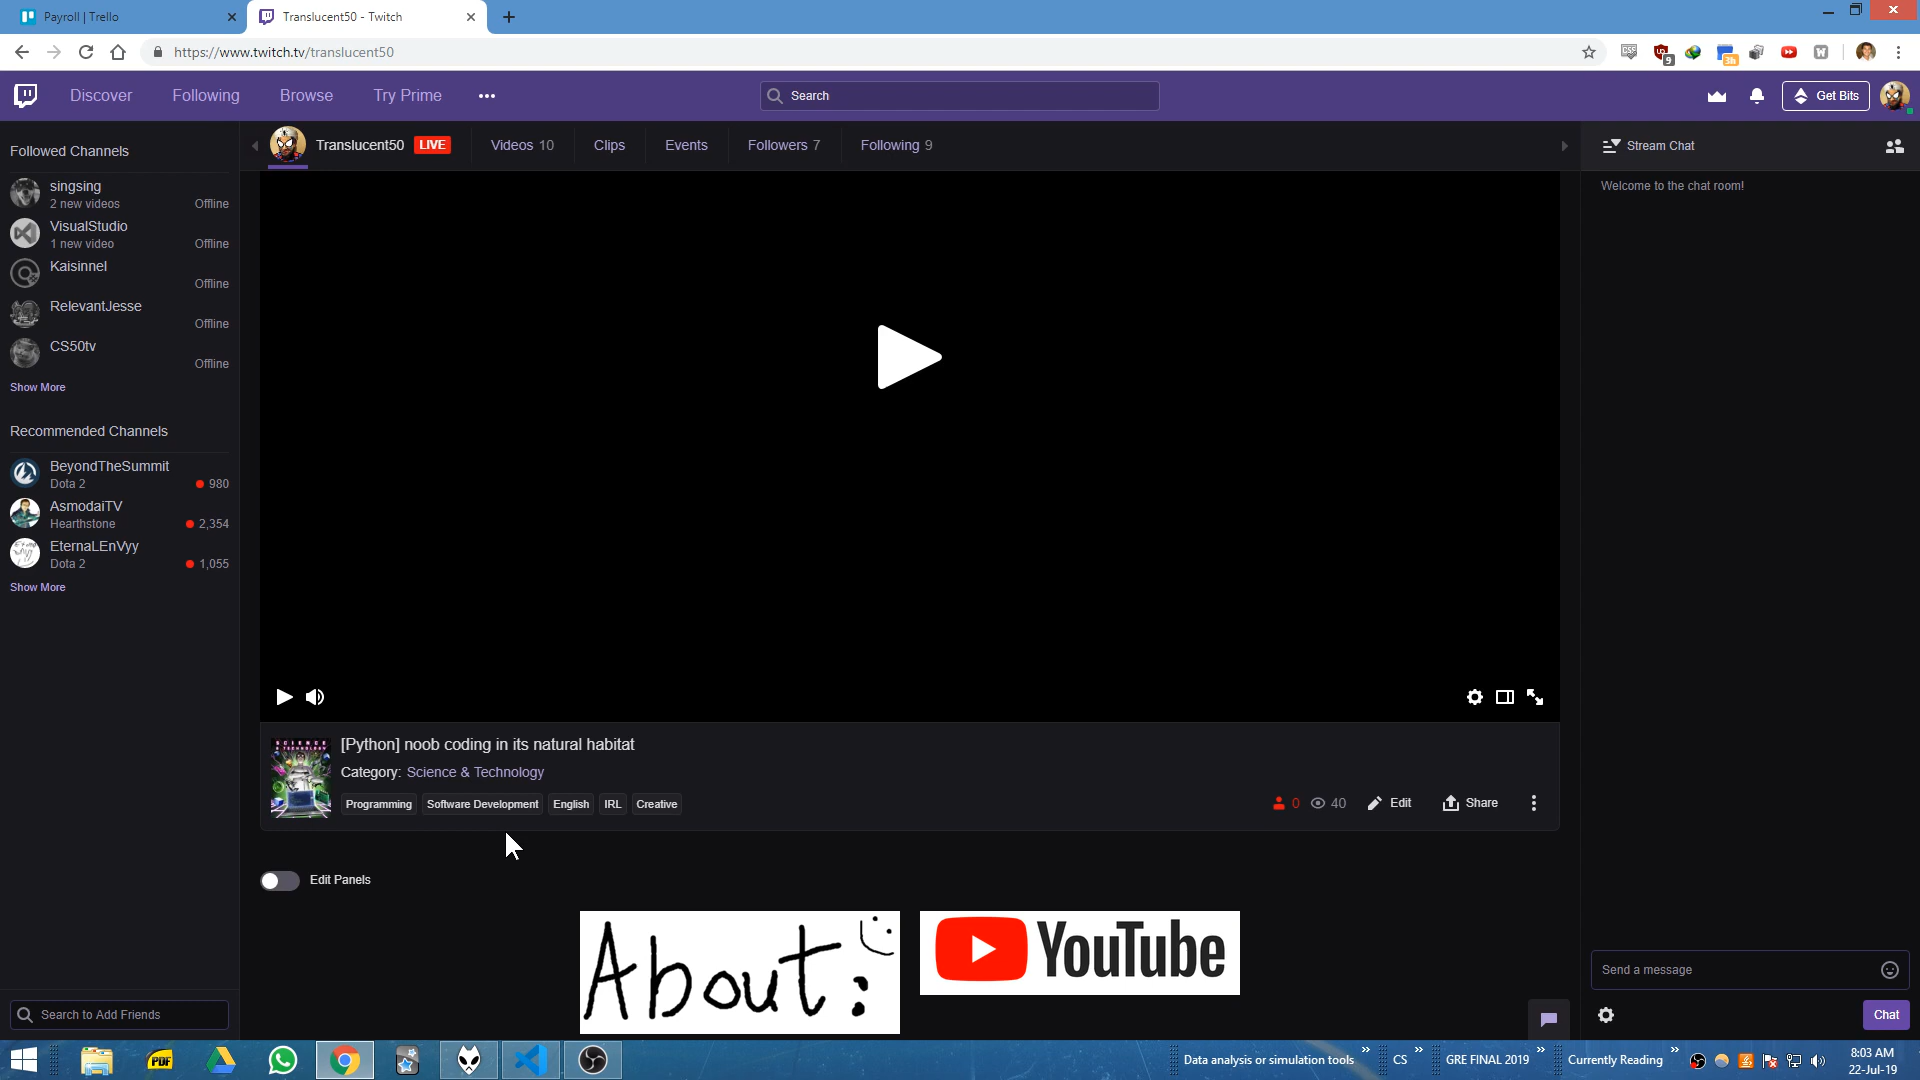 Payroll | Trello
Translucent50 - Twitch
https://www.twitch.tv/translucent50
9
3h
Discover
Following
Browse
Try Prime
Search
Get Bits
Followed Channels
singsing
2 new videos
Offline
VisualStudio
1 new video
Offline
Kaisinnel
Offline
RelevantJesse
Offline
CS50tv
Offline
Show More
Recommended Channels
BeyondTheSummit
Dota 2
980
AsmodaiTV
Hearthstone
2,354
EternaLEnVyy
Dota 2
1,055
Show More
Search to Add Friends
Translucent50
LIVE
Videos 10
Clips
Events
Followers 7
Following 9
[Python] noob coding in its natural habitat
Category: Science & Technology
Programming
Software Development
English
IRL
Creative
0
40
Edit
Share
Edit Panels
About:
YouTube
Stream Chat
Welcome to the chat room!
Send a message
Chat
PDF
Data analysis or simulation tools
CS
GRE FINAL 2019
Currently Reading
8:03 AM
22-Jul-19